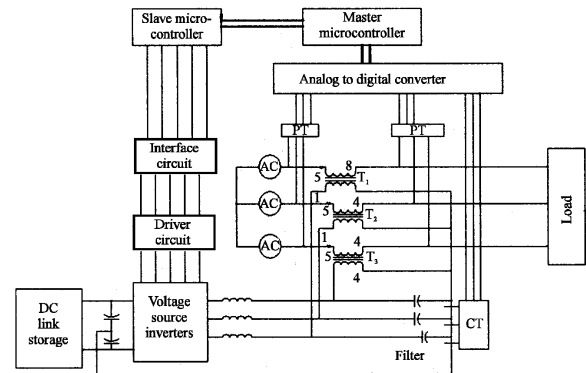 Slave micro-
controller
Master
microcontroller
Analog to digital converter
PT
PT
Interface
circuit
AC
5
8
T1
1
AC
5
4
T2
1
AC
5
4
T3
4
Load
Driver
circuit
DC
link
storage
Voltage
source
inverters
CT
Filter